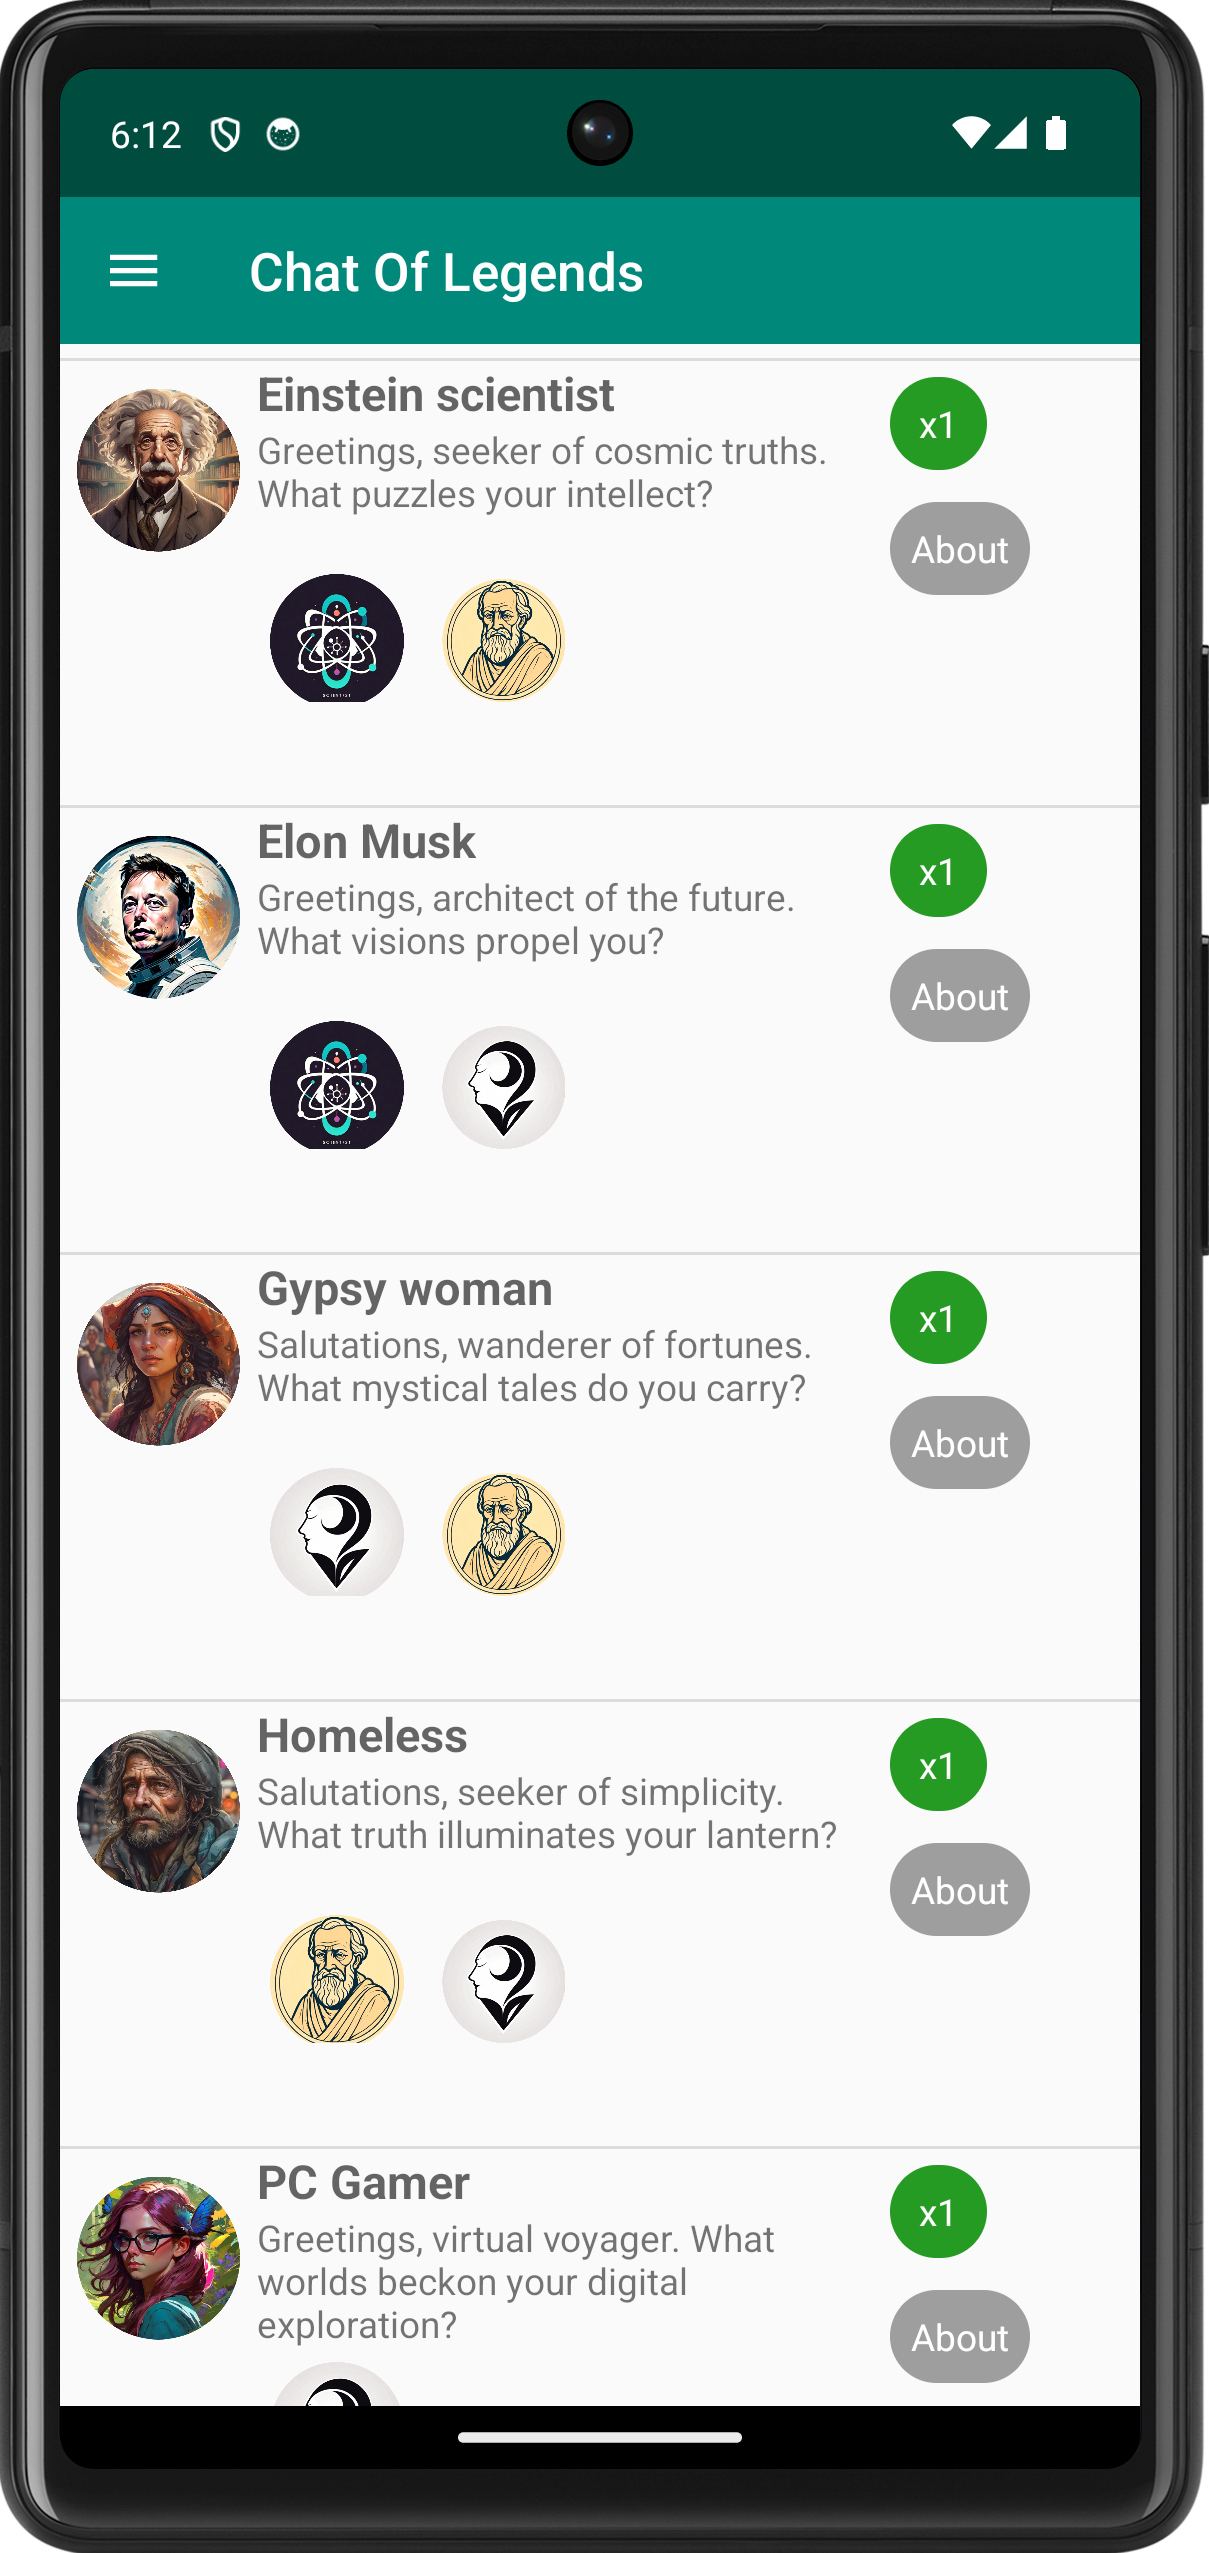 6:12
Chat Of Legends
Einstein scientist
x1
Greetings, seeker of cosmic truths.
What puzzles your intellect?
About
SCIENTIST
Elon Musk
x1
Greetings, architect of the future.
What visions propel you?
About
SCIENTIST
Gypsy woman
x1
Salutations, wanderer of fortunes.
What mystical tales do you carry?
About
Homeless
x1
Salutations, seeker of simplicity.
What truth illuminates your lantern?
About
PC Gamer
x1
Greetings, virtual voyager. What
worlds beckon your digital
exploration?
About